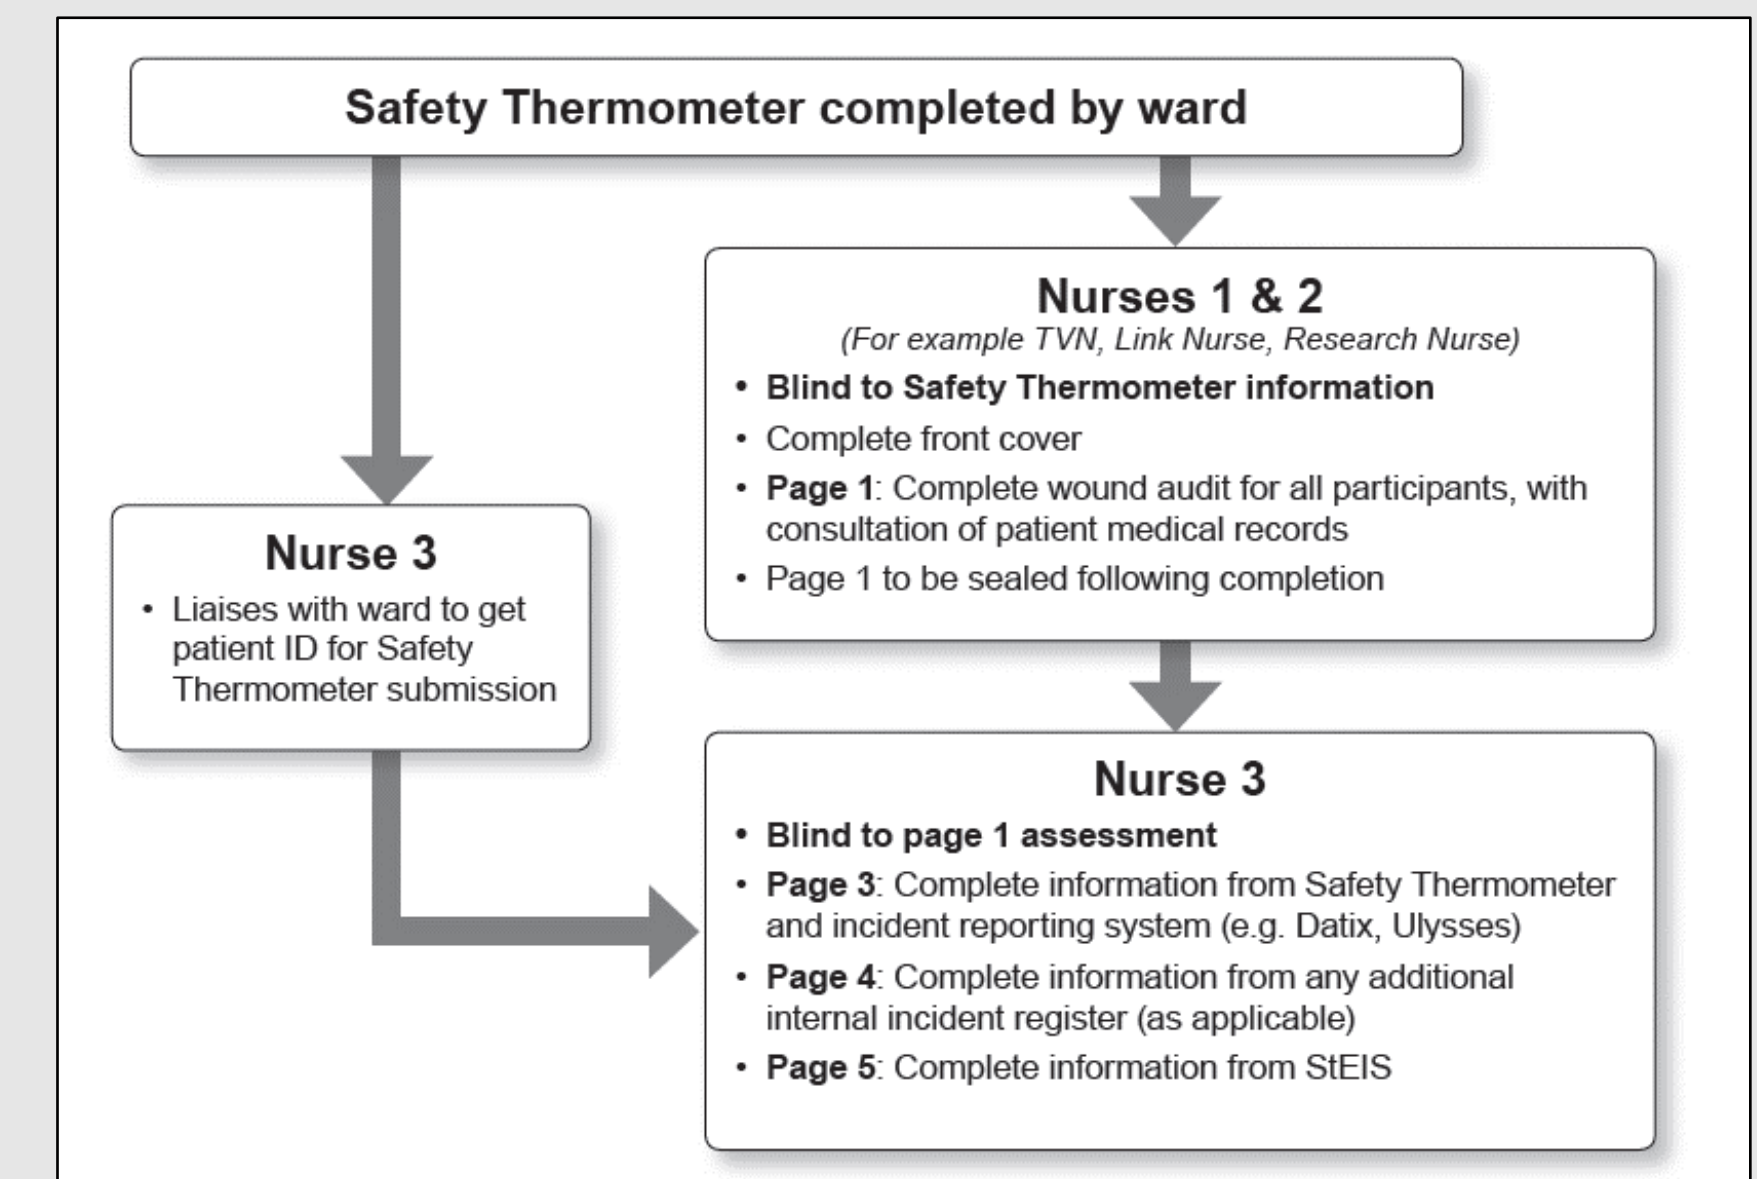 Safety Thermometer completed by ward
Nurses 1 & 2
(For example TVN, Link Nurse, Research Nurse)
• Blind to Safety Thermometer information
• Complete front cover
• Page 1: Complete wound audit for all participants, with
consultation of patient medical records
• Page 1 to be sealed following completion
Nurse 3
• Liaises with ward to get
patient ID for Safety
Thermometer submission
Nurse 3
• Blind to page 1 assessment
• Page 3: Complete information from Safety Thermometer
and incident reporting system (e.g. Datix, Ulysses)
• Page 4: Complete information from any additional
internal incident register (as applicable)
• Page 5: Complete information from StEIS